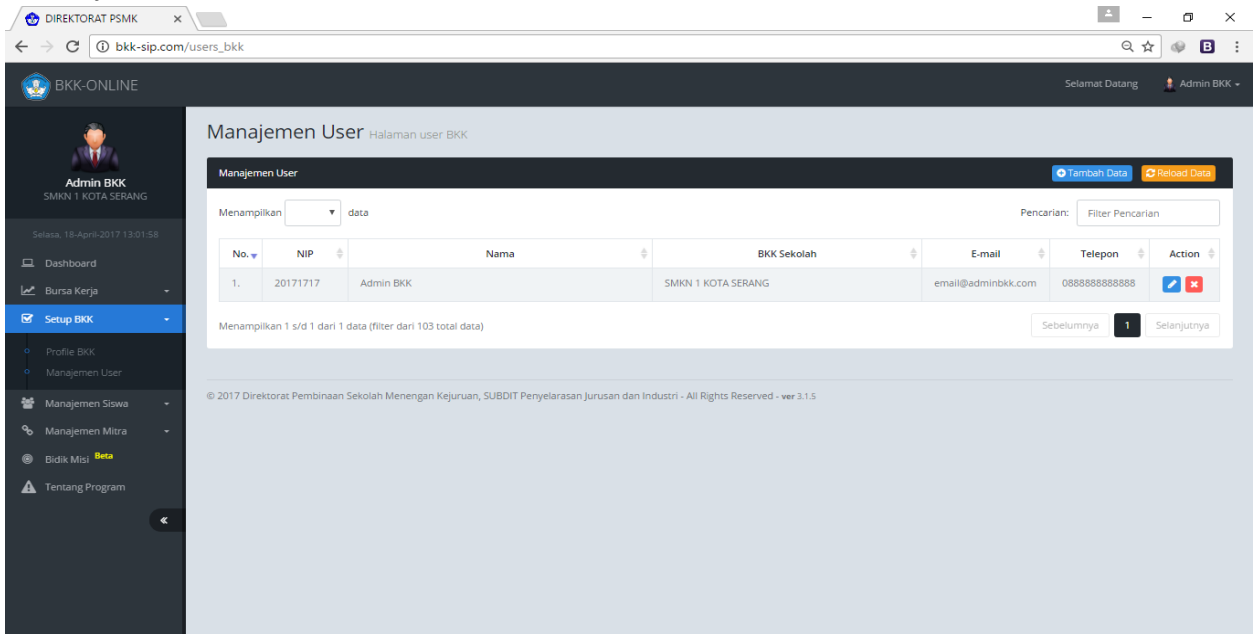 DIREKTORAT PSMK
bkk-sip.com/users_bkk
BKK-ONLINE
Selamat Datang
Admin BKK
Admin BKK
SMKN 1 KOTA SERANG
Selasa, 18-April-2017 13:01:58
Dashboard
Bursa Kerja
Setup BKK
Profile BKK
Manajemen User
Manajemen Siswa
Manajemen Mitra
Bidik Misi Beta
Tentang Program
Manajemen User Halaman user BKK
Manajemen User
Tambah Data
Reload Data
Menampilkan data
Pencarian: Filter Pencarian
No. NIP Nama BKK Sekolah E-mail Telepon Action
1. 20171717 Admin BKK SMKN 1 KOTA SERANG email@adminbkk.com 0888888888888
Menampilkan 1 s/d 1 dari 1 data (filter dari 103 total data)
Sebelumnya 1 Selanjutnya
© 2017 Direktorat Pembinaan Sekolah Menengan Kejuruan, SUBDIT Penyelarasan Jurusan dan Industri - All Rights Reserved - ver 3.1.5